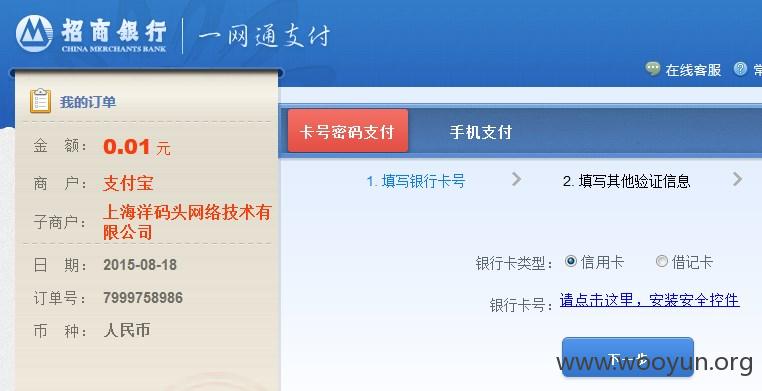 招商银行
CHINA MERCHANTS BANK
一网通支付
在线客服
常
我的订单
金 额: 0.01 元
商 户: 支付宝
子商户: 上海洋码头网络技术有
限公司
日 期: 2015-08-18
订单号: 7999758986
币 种: 人民币
卡号密码支付
手机支付
1. 填写银行卡号
2. 填写其他验证信息
银行卡类型: 信用卡 借记卡
银行卡号: 请点击这里，安装安全控件
下一步
www.wooyun.org